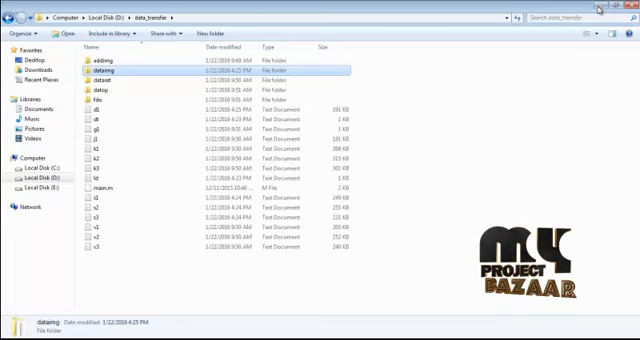 Computer ▸ Local Disk (D:) ▸ data_transfer ▸
Search data_transfer
Organize ▾ Open Include in library ▾ Share with ▾ New folder
Favorites
Desktop
Downloads
Recent Places
Libraries
Documents
Music
Pictures
Videos
Computer
Local Disk (C:)
Local Disk (D:)
Local Disk (E:)
Network
Name Date modified Type Size
addimg 1/22/2016 9:49 AM File folder
dataimg 1/22/2016 4:25 PM File folder
dataret 1/22/2016 9:50 AM File folder
datop 1/22/2016 9:51 AM File folder
fdo 1/22/2016 9:51 AM File folder
d1 1/22/2016 4:25 PM Text Document 191 KB
dt 1/22/2016 4:23 PM Text Document 1 KB
g1 1/22/2016 9:51 AM Text Document 1 KB
j1 1/22/2016 4:25 PM Text Document 191 KB
k1 1/22/2016 9:50 AM Text Document 268 KB
k2 1/22/2016 9:50 AM Text Document 315 KB
k3 1/22/2016 9:50 AM Text Document 303 KB
ld 1/22/2016 4:23 PM Text Document 1 KB
main.m 12/11/2015 10:46 ... M File 2 KB
s1 1/22/2016 9:50 AM Text Document 249 KB
s2 1/22/2016 9:50 AM Text Document 255 KB
s3 1/22/2016 9:50 AM Text Document 231 KB
v1 1/22/2016 9:50 AM Text Document 205 KB
v2 1/22/2016 9:50 AM Text Document 252 KB
v3 1/22/2016 9:50 AM Text Document 240 KB
MY
PROJECT
BAZAAR
dataimg Date modified: 1/22/2016 4:25 PM
File folder